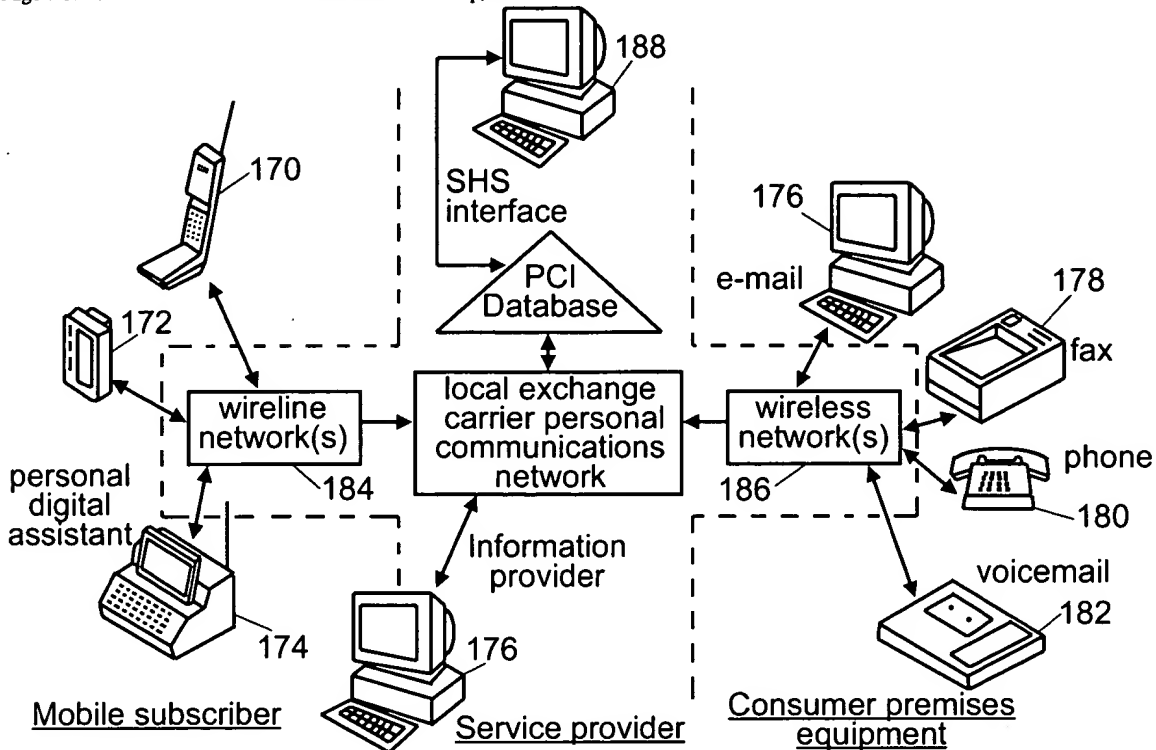 188
170
SHS
interface
176
PCI
Database
e-mail
178
172
fax
wireline
network(s)
local exchange
carrier personal
communications
network
wireless
network(s)
phone
184
186
180
personal
digital
assistant
Information
provider
voicemail
182
174
176
Mobile subscriber
Service provider
Consumer premises
equipment